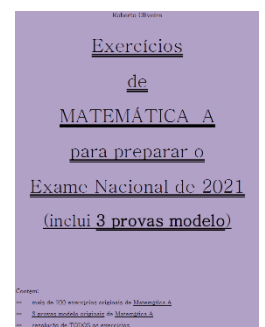 Roberto Oliveira
Exercícios
de
MATEMÁTICA A
para preparar o
Exame Nacional de 2021
(inclui 3 provas modelo)
Contém:
mais de 100 exercícios originais de Matemática A
3 provas modelo originais de Matemática A
resolução de TODOS os exercícios